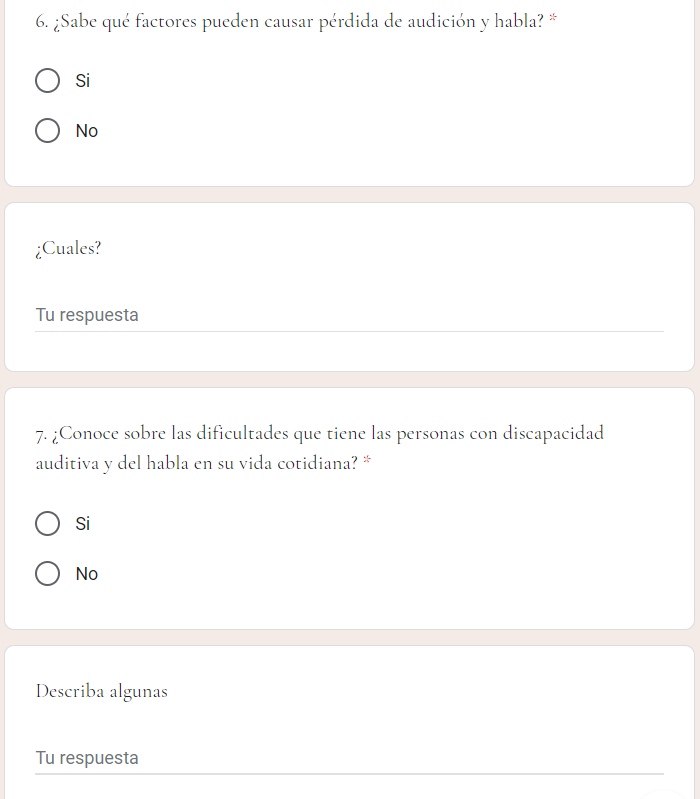 6. ¿Sabe qué factores pueden causar pérdida de audición y habla? *
Si
No
¿Cuales?
Tu respuesta
7. ¿Conoce sobre las dificultades que tiene las personas con discapacidad
auditiva y del habla en su vida cotidiana? *
Si
No
Describa algunas
Tu respuesta